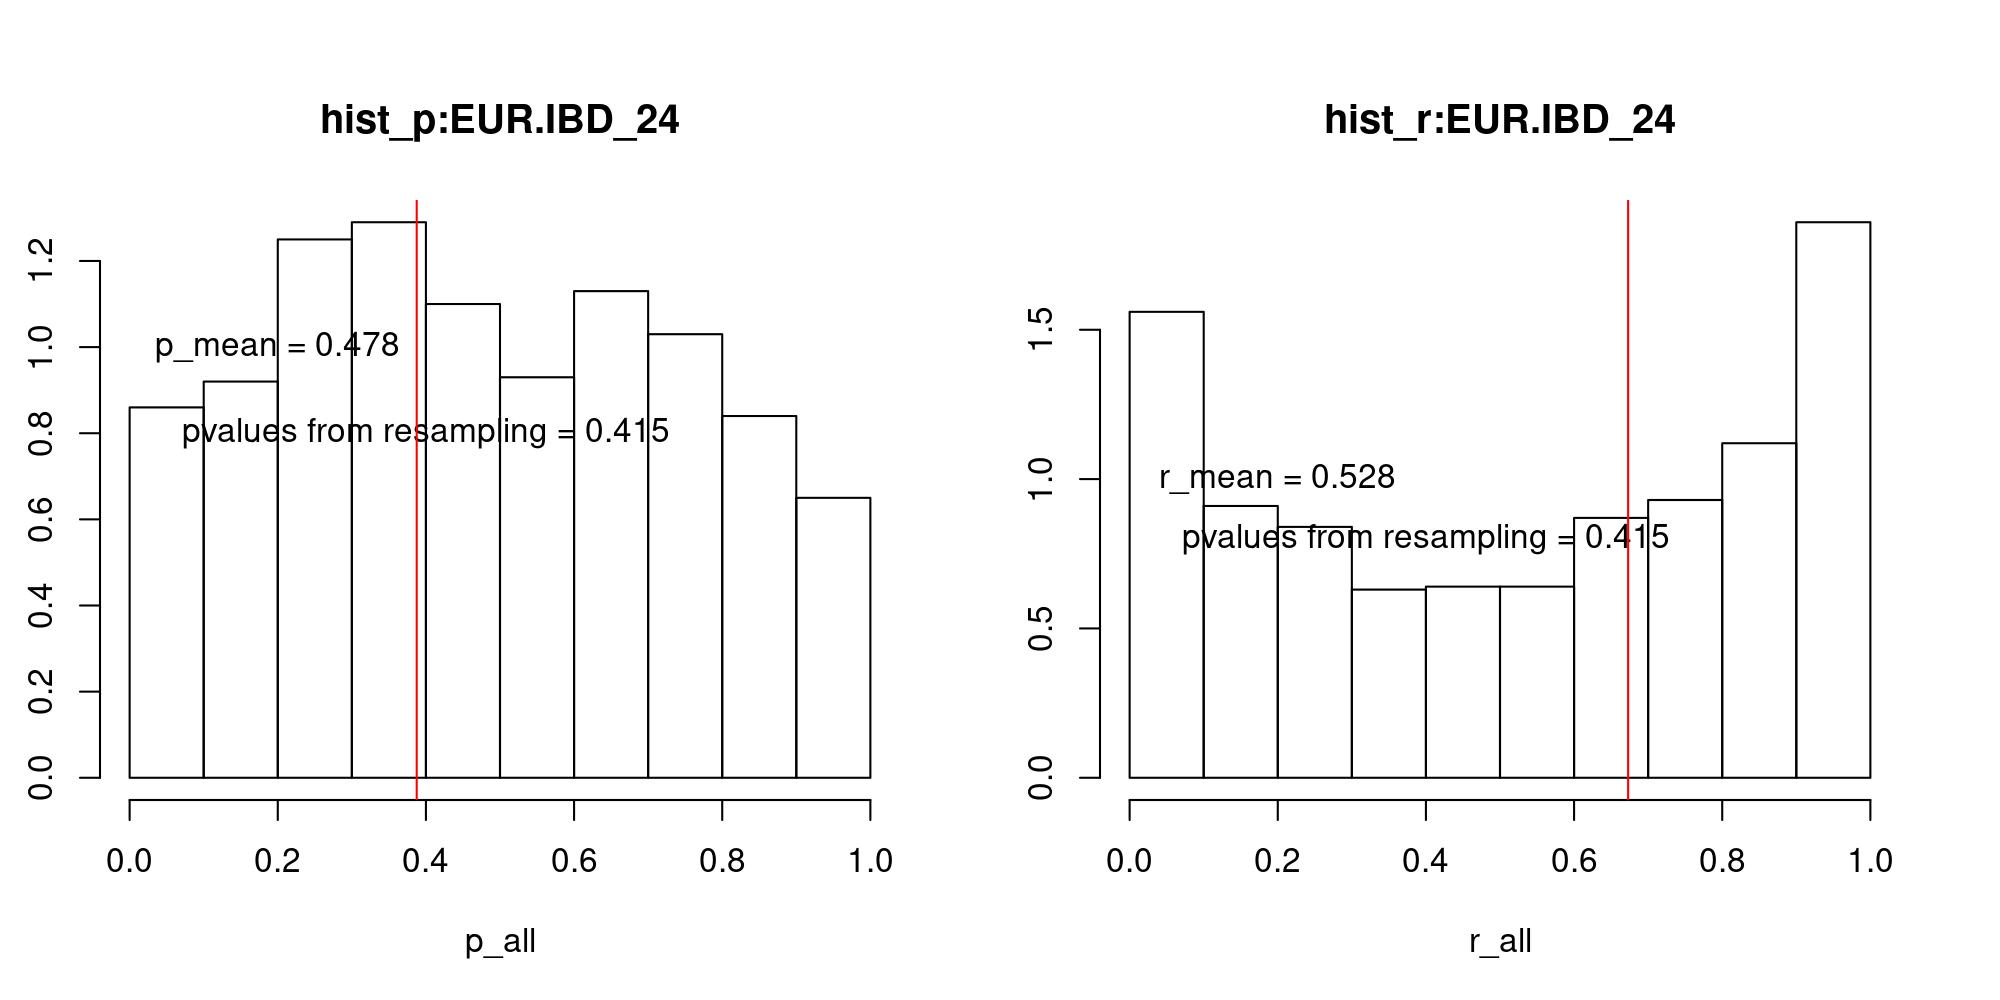 hist_p:EUR.IBD_24
1.2
1.0
0.8
0.6
0.4
0.2
0.0
p_mean = 0.478
pvalues from resampling = 0.415
0.0 0.2 0.4 0.6 0.8 1.0
p_all
hist_r:EUR.IBD_24
1.5
1.0
0.5
0.0
r_mean = 0.528
pvalues from resampling = 0.415
0.0 0.2 0.4 0.6 0.8 1.0
r_all